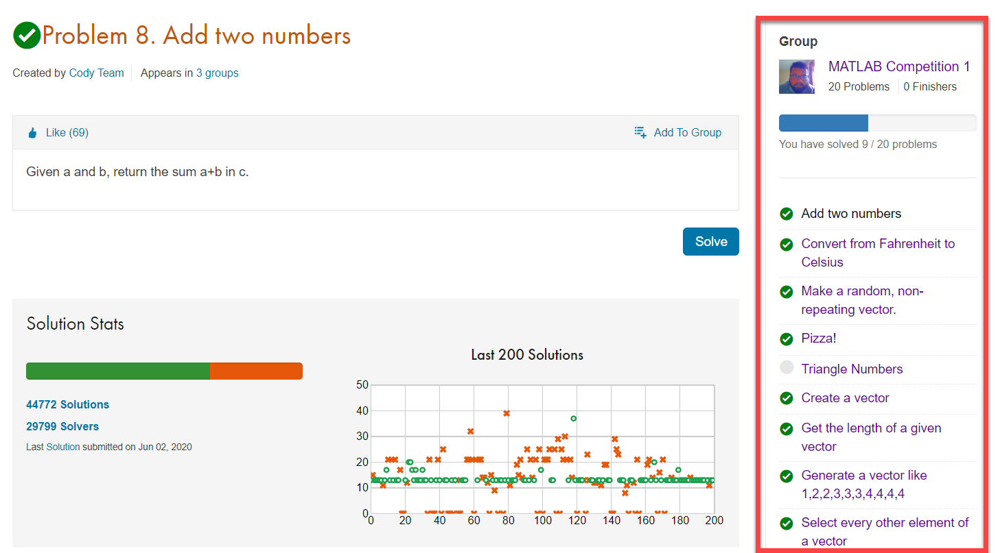 Problem 8. Add two numbers
Created by Cody Team
Appears in 3 groups
Like (69)
Add To Group
Given a and b, return the sum a+b in c.
Solve
Solution Stats
44772 Solutions
29799 Solvers
Last Solution submitted on Jun 02, 2020
Last 200 Solutions
50
40
30
20
10
0
0 20 40 60 80 100 120 140 160 180 200
Group
MATLAB Competition 1
20 Problems
0 Finishers
You have solved 9 / 20 problems
Add two numbers
Convert from Fahrenheit to
Celsius
Make a random, non-
repeating vector.
Pizza!
Triangle Numbers
Create a vector
Get the length of a given
vector
Generate a vector like
1,2,2,3,3,3,4,4,4,4
Select every other element of
a vector